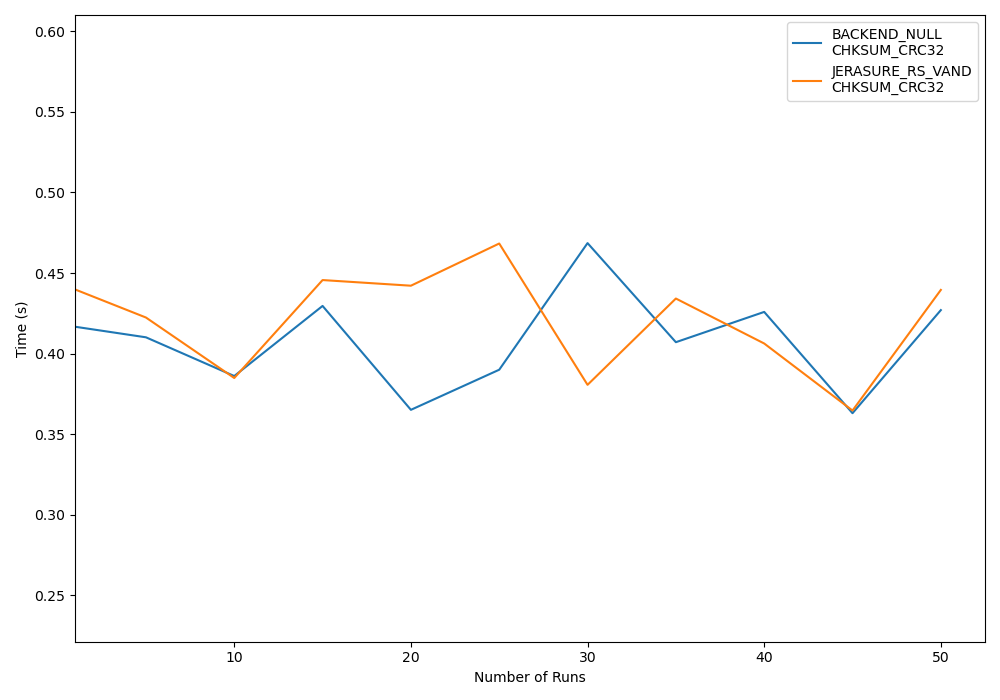 0.60
0.55
0.50
0.45
0.40
0.35
0.30
0.25
Time (s)
10
20
30
40
50
Number of Runs
BACKEND_NULL
CHKSUM_CRC32
JERASURE_RS_VAND
CHKSUM_CRC32